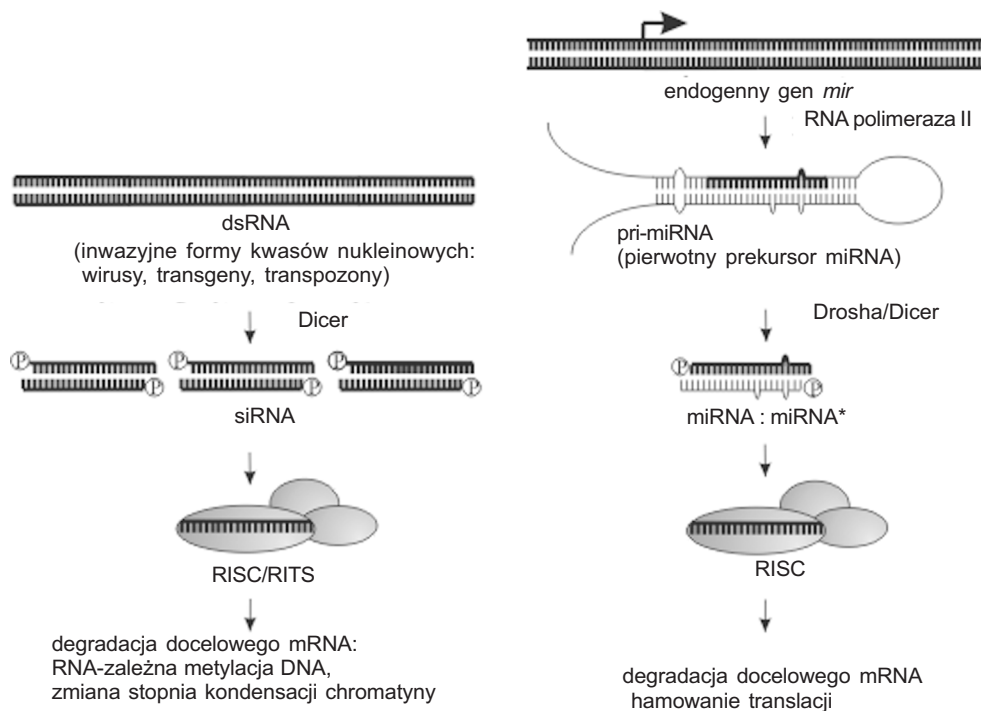 dsRNA
(inwazyjne formy kwasów nukleinowych:
wirusy, transgeny, transpozony)
Dicer
P P P
P P P
siRNA
RISC/RITS
degradacja docelowego mRNA:
RNA-zależna metylacja DNA,
zmiana stopnia kondensacji chromatyny
endogenny gen mir
RNA polimeraza II
pri-miRNA
(pierwotny prekursor miRNA)
Drosha/Dicer
P
P
miRNA : miRNA*
RISC
degradacja docelowego mRNA
hamowanie translacji